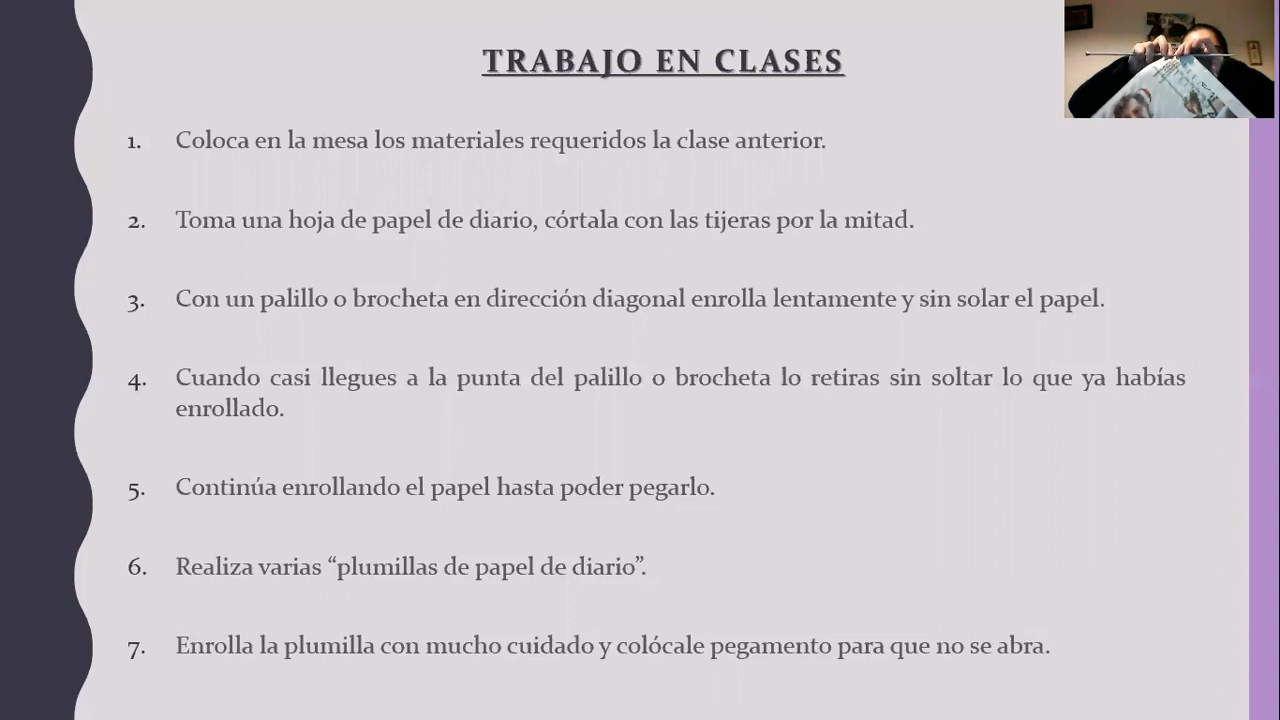 TRABAJO EN CLASES
1. Coloca en la mesa los materiales requeridos la clase anterior.
2. Toma una hoja de papel de diario, córtala con las tijeras por la mitad.
3. Con un palillo o brocheta en dirección diagonal enrolla lentamente y sin solar el papel.
4. Cuando casi llegues a la punta del palillo o brocheta lo retiras sin soltar lo que ya habías
enrollado.
5. Continúa enrollando el papel hasta poder pegarlo.
6. Realiza varias “plumillas de papel de diario”.
7. Enrolla la plumilla con mucho cuidado y colócale pegamento para que no se abra.